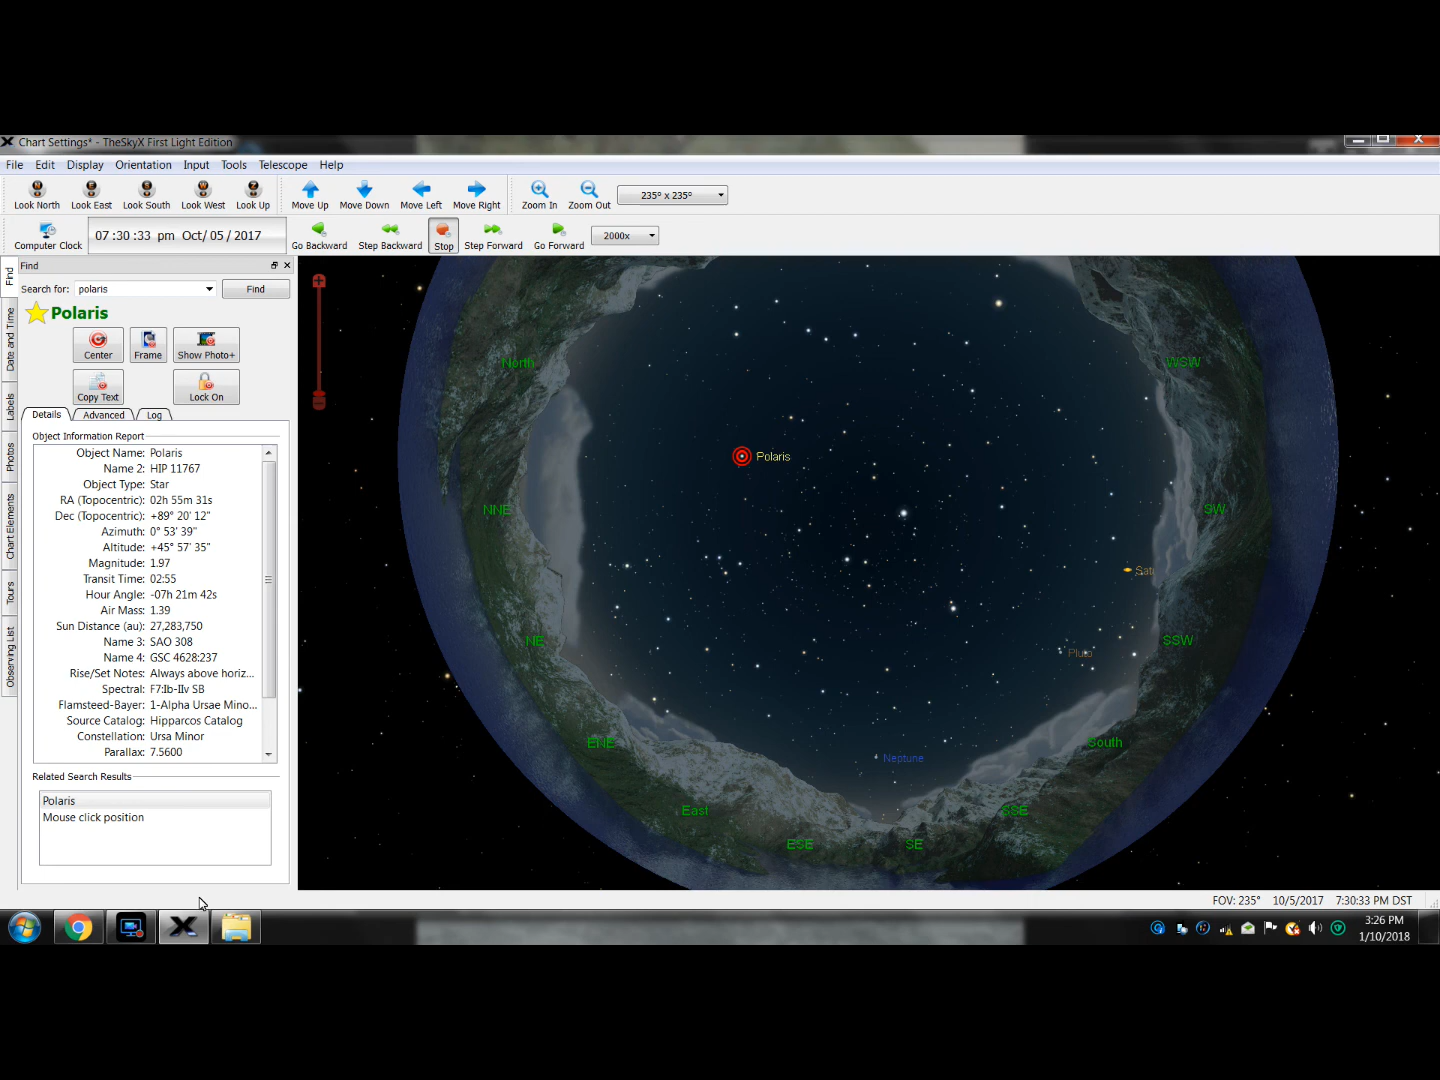 Chart Settings* - TheSkyX First Light Edition
File Edit Display Orientation Input Tools Telescope Help
N E S W Z
Look North Look East Look South Look West Look Up Move Up Move Down Move Left Move Right Zoom In Zoom Out 235º x 235º
Computer Clock 07 :30 :33 pm Oct/ 05 / 2017 Go Backward Step Backward Stop Step Forward Go Forward 2000x
Find
Search for: polaris Find
Polaris
Center Frame Show Photo+
Copy Text Lock On
Details Advanced Log
Object Information Report
Object Name: Polaris
Name 2: HIP 11767
Object Type: Star
RA (Topocentric): 02h 55m 31s
Dec (Topocentric): +89° 20' 12"
Azimuth: 0° 53' 39"
Altitude: +45° 57' 35"
Magnitude: 1.97
Transit Time: 02:55
Hour Angle: -07h 21m 42s
Air Mass: 1.39
Sun Distance (au): 27,283,750
Name 3: SAO 308
Name 4: GSC 4628:237
Rise/Set Notes: Always above horiz...
Spectral: F7:Ib-IIv SB
Flamsteed-Bayer: 1-Alpha Ursae Mino...
Source Catalog: Hipparcos Catalog
Constellation: Ursa Minor
Parallax: 7.5600
Related Search Results
Polaris
Mouse click position
Find
Date and Time
Labels
Photos
Chart Elements
Tours
Observing List
North
WSW
Polaris
NNE
SW
Satu
NE
SSW
Pluto
ENE
South
Neptune
East
SSE
ESE
SE
FOV: 235° 10/5/2017 7:30:33 PM DST
3:26 PM
1/10/2018